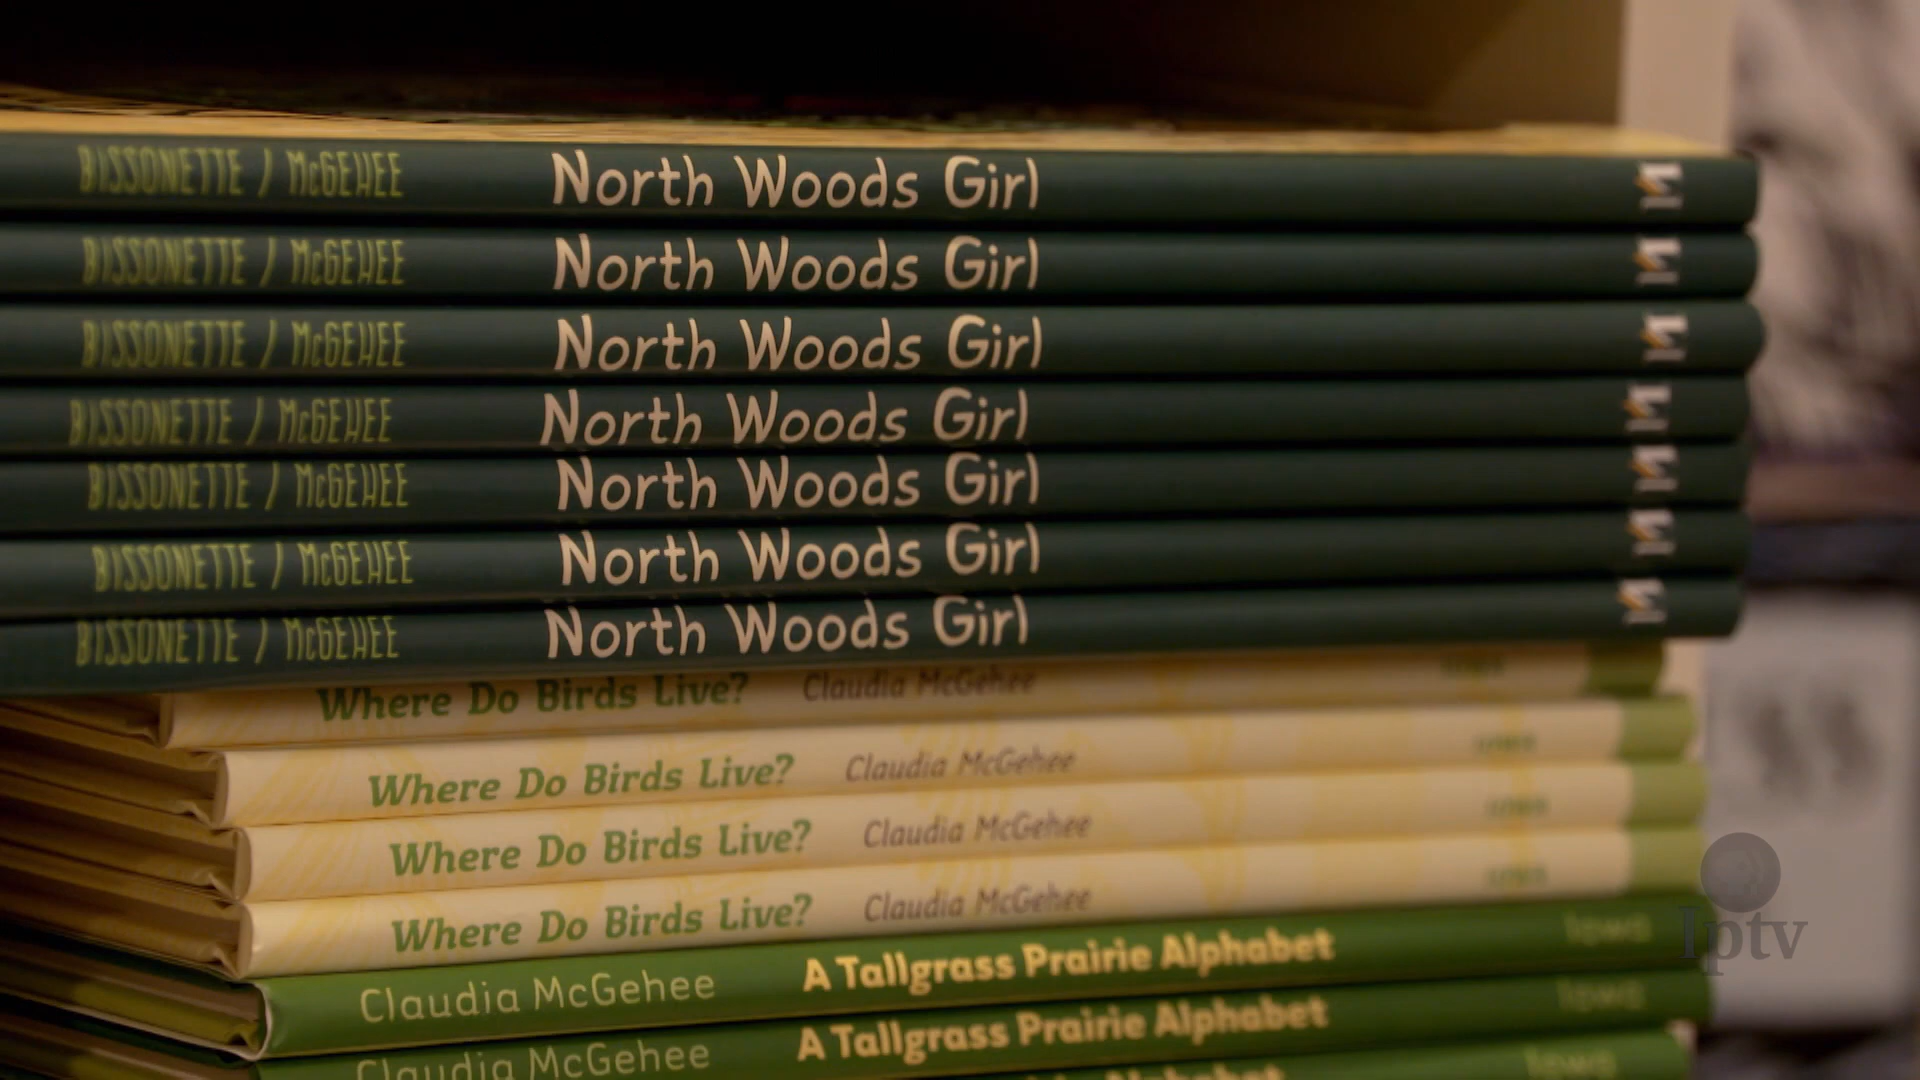 BISSONETTE / McGEHEE North Woods Girl
BISSONETTE / McGEHEE North Woods Girl
BISSONETTE / McGEHEE North Woods Girl
BISSONETTE / McGEHEE North Woods Girl
BISSONETTE / McGEHEE North Woods Girl
BISSONETTE / McGEHEE North Woods Girl
BISSONETTE / McGEHEE North Woods Girl
Where Do Birds Live? Claudia McGehee
Where Do Birds Live? Claudia McGehee
Where Do Birds Live? Claudia McGehee
Where Do Birds Live? Claudia McGehee
Claudia McGehee A Tallgrass Prairie Alphabet Iowa
Claudia McGehee A Tallgrass Prairie Alphabet Iowa
Iowa
Iptv